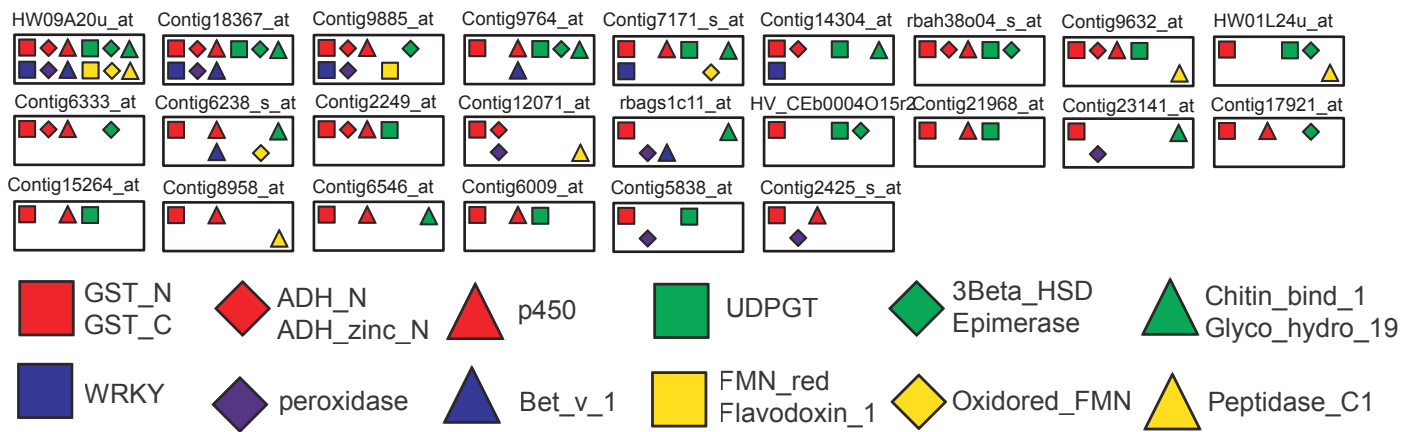 HW09A20u_at Contig18367_at Contig9885_at Contig9764_at Contig7171_s_at Contig14304_at rbah38o04_s_at Contig9632_at HW01L24u_at
Contig6333_at Contig6238_s_at Contig2249_at Contig12071_at rbags1c11_at HV_CEb0004O15r2 Contig21968_at Contig23141_at Contig17921_at
Contig15264_at Contig8958_at Contig6546_at Contig6009_at Contig5838_at Contig2425_s_at
GST_N
GST_C
ADH_N
ADH_zinc_N
p450
UDPGT
3Beta_HSD
Epimerase
Chitin_bind_1
Glyco_hydro_19
WRKY
peroxidase
Bet_v_1
FMN_red
Flavodoxin_1
Oxidored_FMN
Peptidase_C1